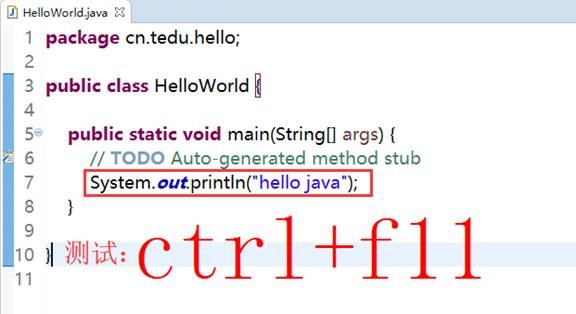 HelloWorld.java
1 package cn.tedu.hello;
2
3 public class HelloWorld {
4
5 public static void main(String[] args) {
6 // TODO Auto-generated method stub
7 System.out.println("hello java");
8 }
9
10 } 测试：ctrl+f11
11